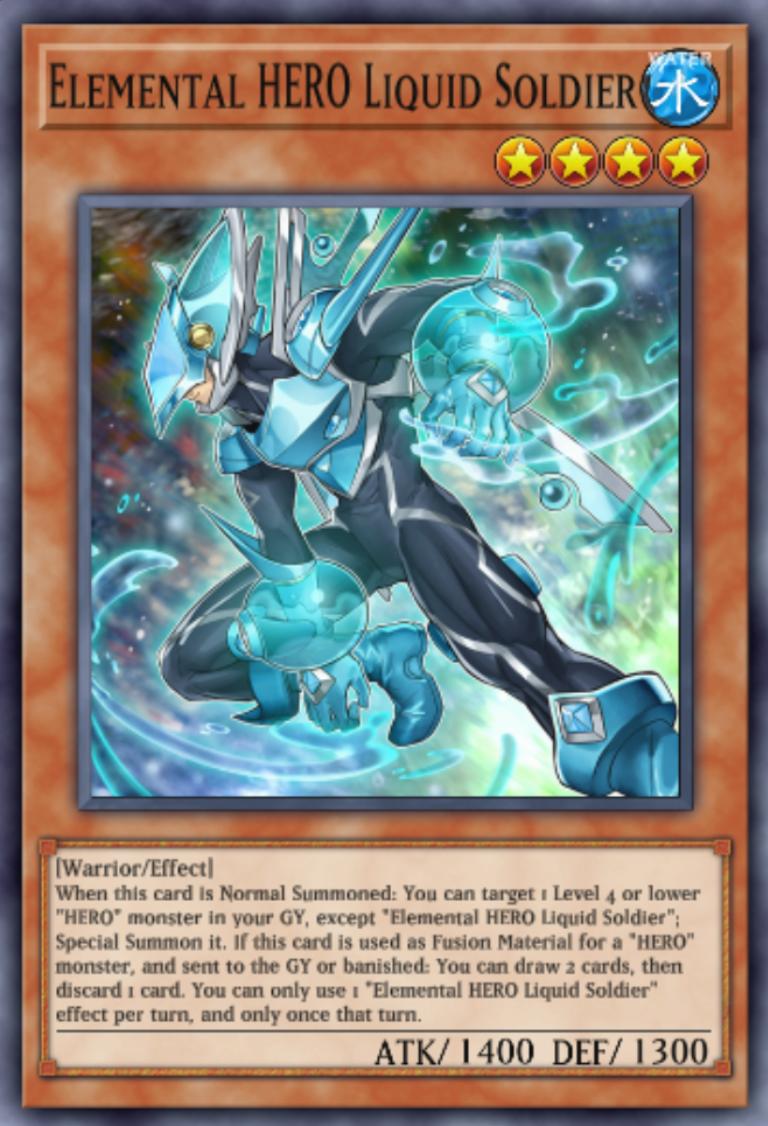 Elemental HERO Liquid Soldier
WATER
水
[Warrior/Effect]
When this card is Normal Summoned: You can target 1 Level 4 or lower
"HERO" monster in your GY, except "Elemental HERO Liquid Soldier";
Special Summon it. If this card is used as Fusion Material for a "HERO"
monster, and sent to the GY or banished: You can draw 2 cards, then
discard 1 card. You can only use 1 "Elemental HERO Liquid Soldier"
effect per turn, and only once that turn.
ATK/ 1400 DEF/ 1300